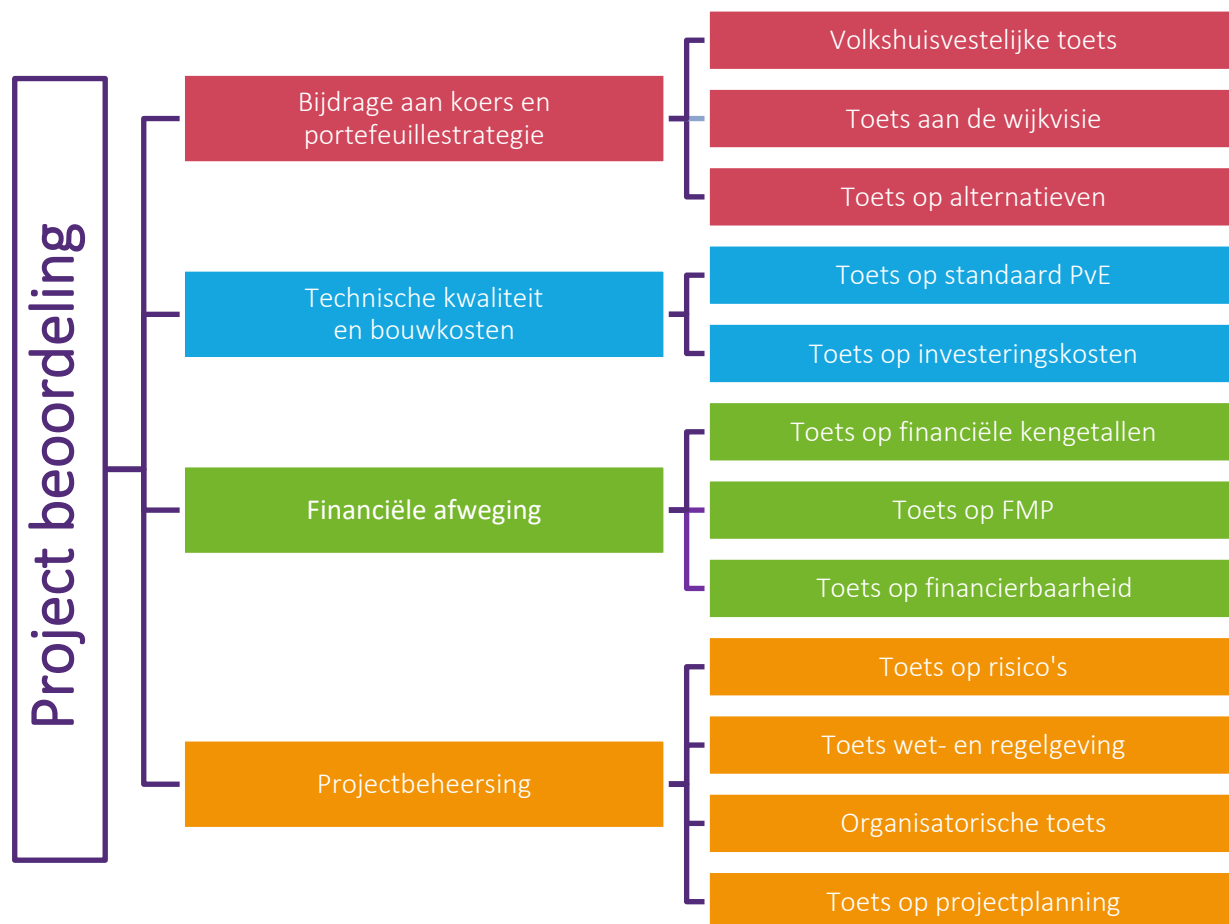 Project beoordeling
Bijdrage aan koers en
portefeuillestrategie
Volkshuisvestelijke toets
Toets aan de wijkvisie
Toets op alternatieven
Technische kwaliteit
en bouwkosten
Toets op standaard PvE
Toets op investeringskosten
Financiële afweging
Toets op financiële kengetallen
Toets op FMP
Toets op financierbaarheid
Projectbeheersing
Toets op risico's
Toets wet- en regelgeving
Organisatorische toets
Toets op projectplanning